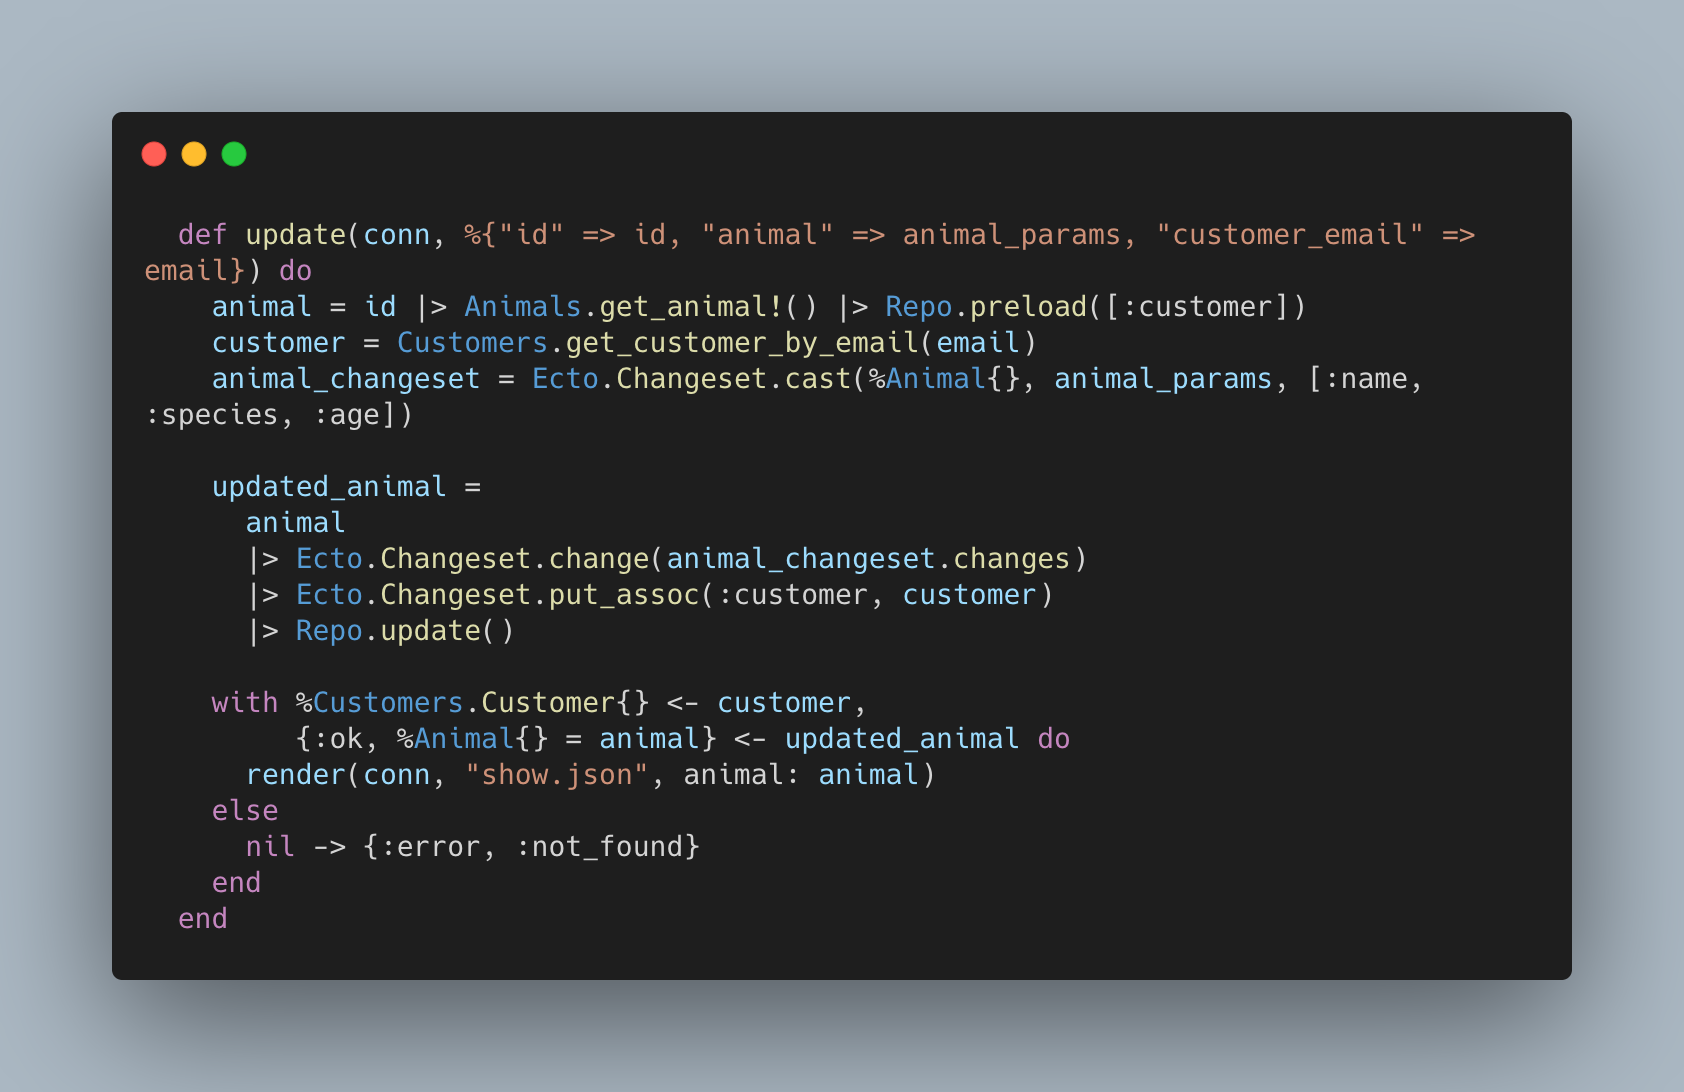 def update(conn, %{"id" => id, "animal" => animal_params, "customer_email" =>
email}) do
animal = id |> Animals.get_animal!() |> Repo.preload([:customer])
customer = Customers.get_customer_by_email(email)
animal_changeset = Ecto.Changeset.cast(%Animal{}, animal_params, [:name,
:species, :age])
updated_animal =
animal
|> Ecto.Changeset.change(animal_changeset.changes)
|> Ecto.Changeset.put_assoc(:customer, customer)
|> Repo.update()
with %Customers.Customer{} <- customer,
{:ok, %Animal{} = animal} <- updated_animal do
render(conn, "show.json", animal: animal)
else
nil -> {:error, :not_found}
end
end